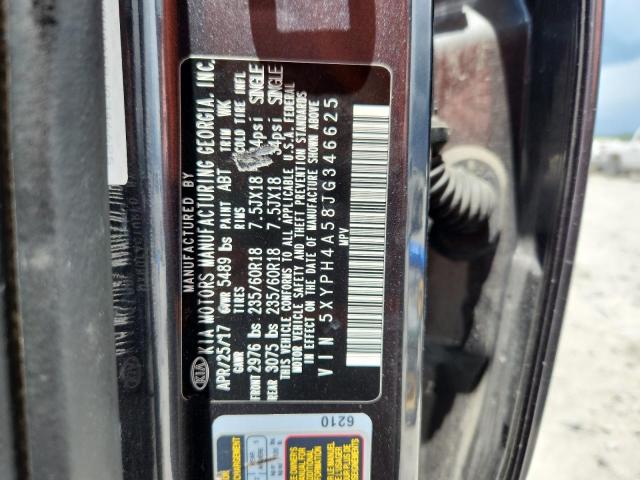 MANUFACTURED BY
KIA KIA MOTORS MANUFACTURING GEORGIA, INC.
APR/25/17 GVWR 5489 lbs PAINT ABT TRIM WK
GAWR TIRES RIMS COLD TIRE INFL
FRONT 2976 lbs 235/60R18 7.5JX18 34psi SINGLE
REAR 3075 lbs 235/60R18 7.5JX18 34psi SINGLE
THIS VEHICLE CONFORMS TO ALL APPLICABLE U.S.A. FEDERAL
MOTOR VEHICLE SAFETY AND THEFT PREVENTION STANDARDS
IN EFFECT ON THE DATE OF MANUFACTURE SHOWN ABOVE
VIN 5XYPH4A58JG346625
MPV
6210